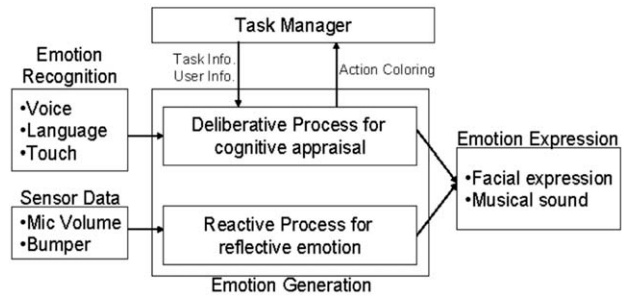 Task Manager
Task Info.
User Info.
Action Coloring
Emotion
Recognition
•Voice
•Language
•Touch
Deliberative Process for
cognitive appraisal
Emotion Expression
•Facial expression
•Musical sound
Sensor Data
•Mic Volume
•Bumper
Reactive Process for
reflective emotion
Emotion Generation